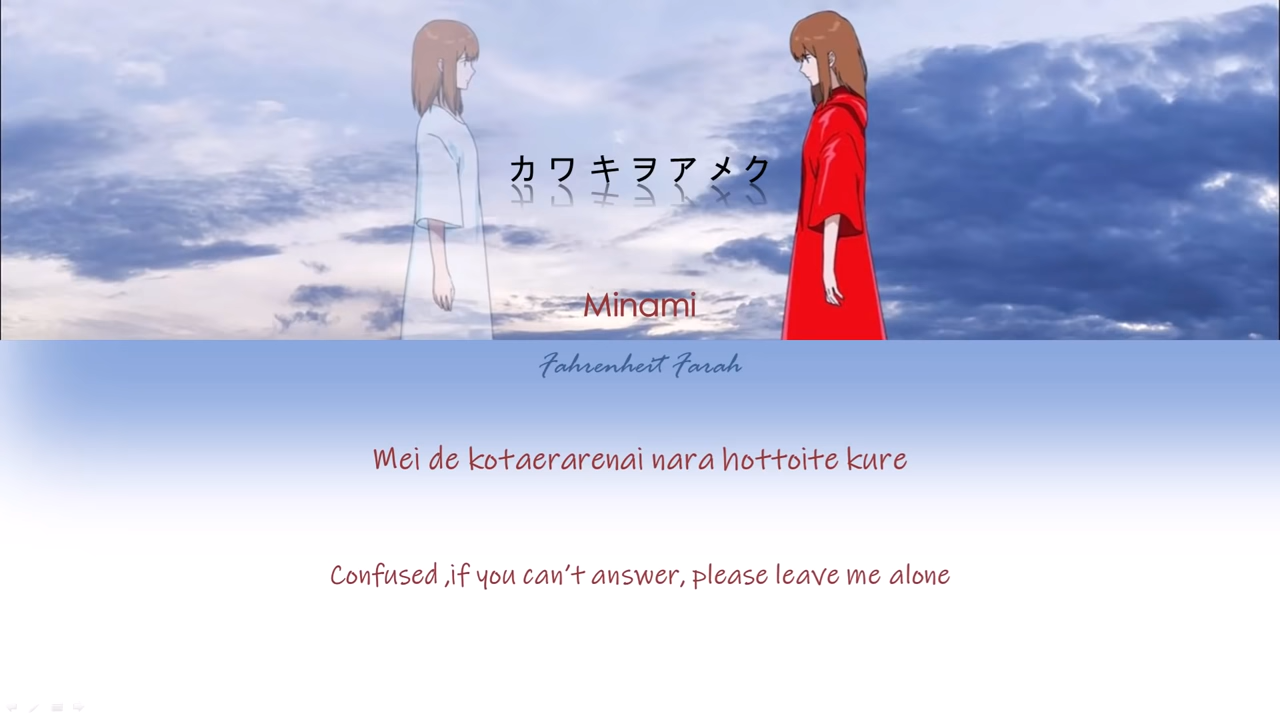 カワキヲアメク
Minami
Fahrenheit Farah
Mei de kotaerarenai nara hottoite kure
Confused ,if you can't answer, please leave me alone